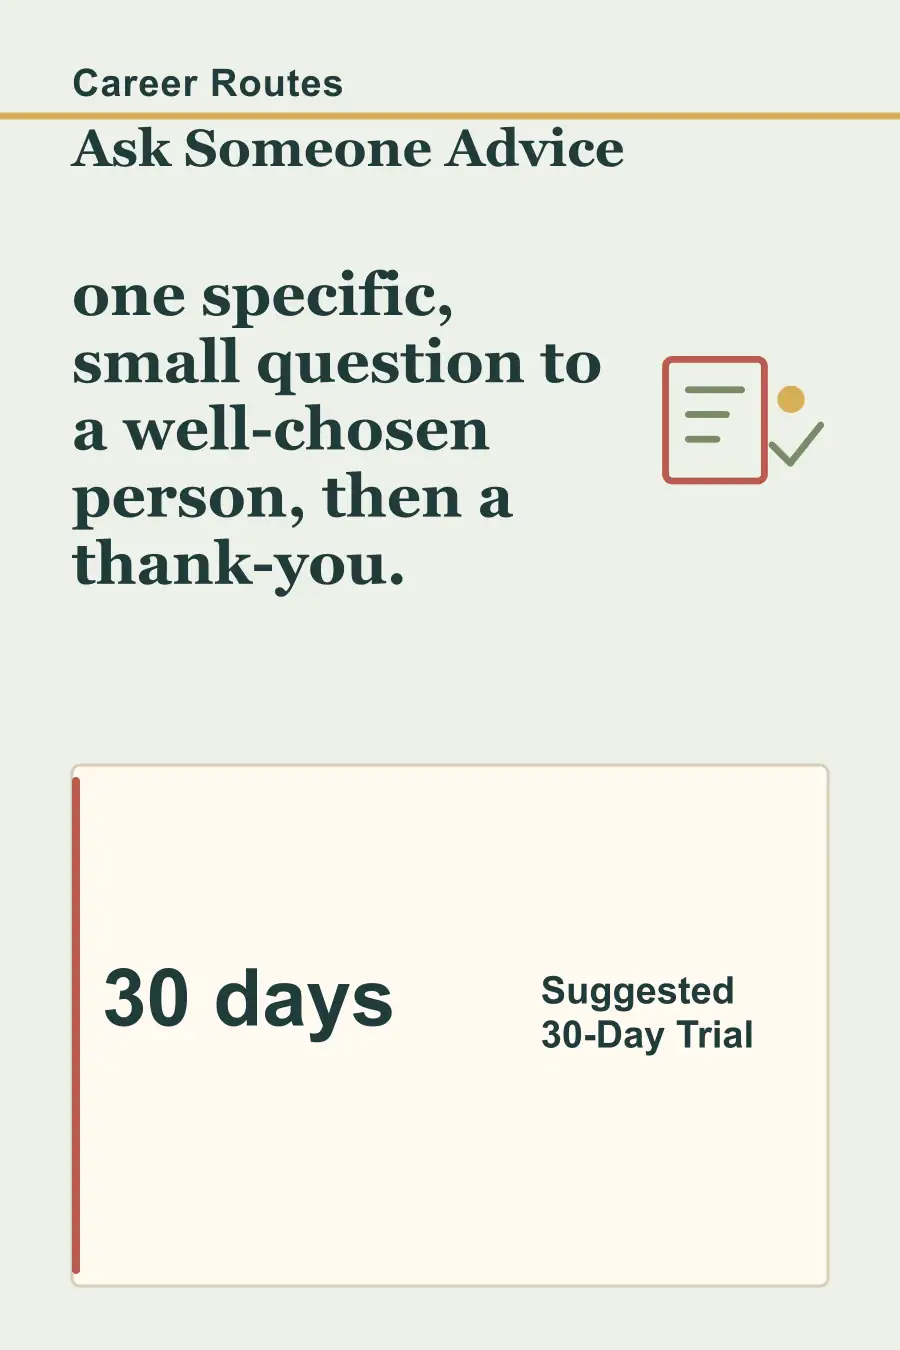 Career Routes
Ask Someone Advice
one specific,
small question to
a well-chosen
person, then a
thank-you.
30 days
Suggested
30-Day Trial